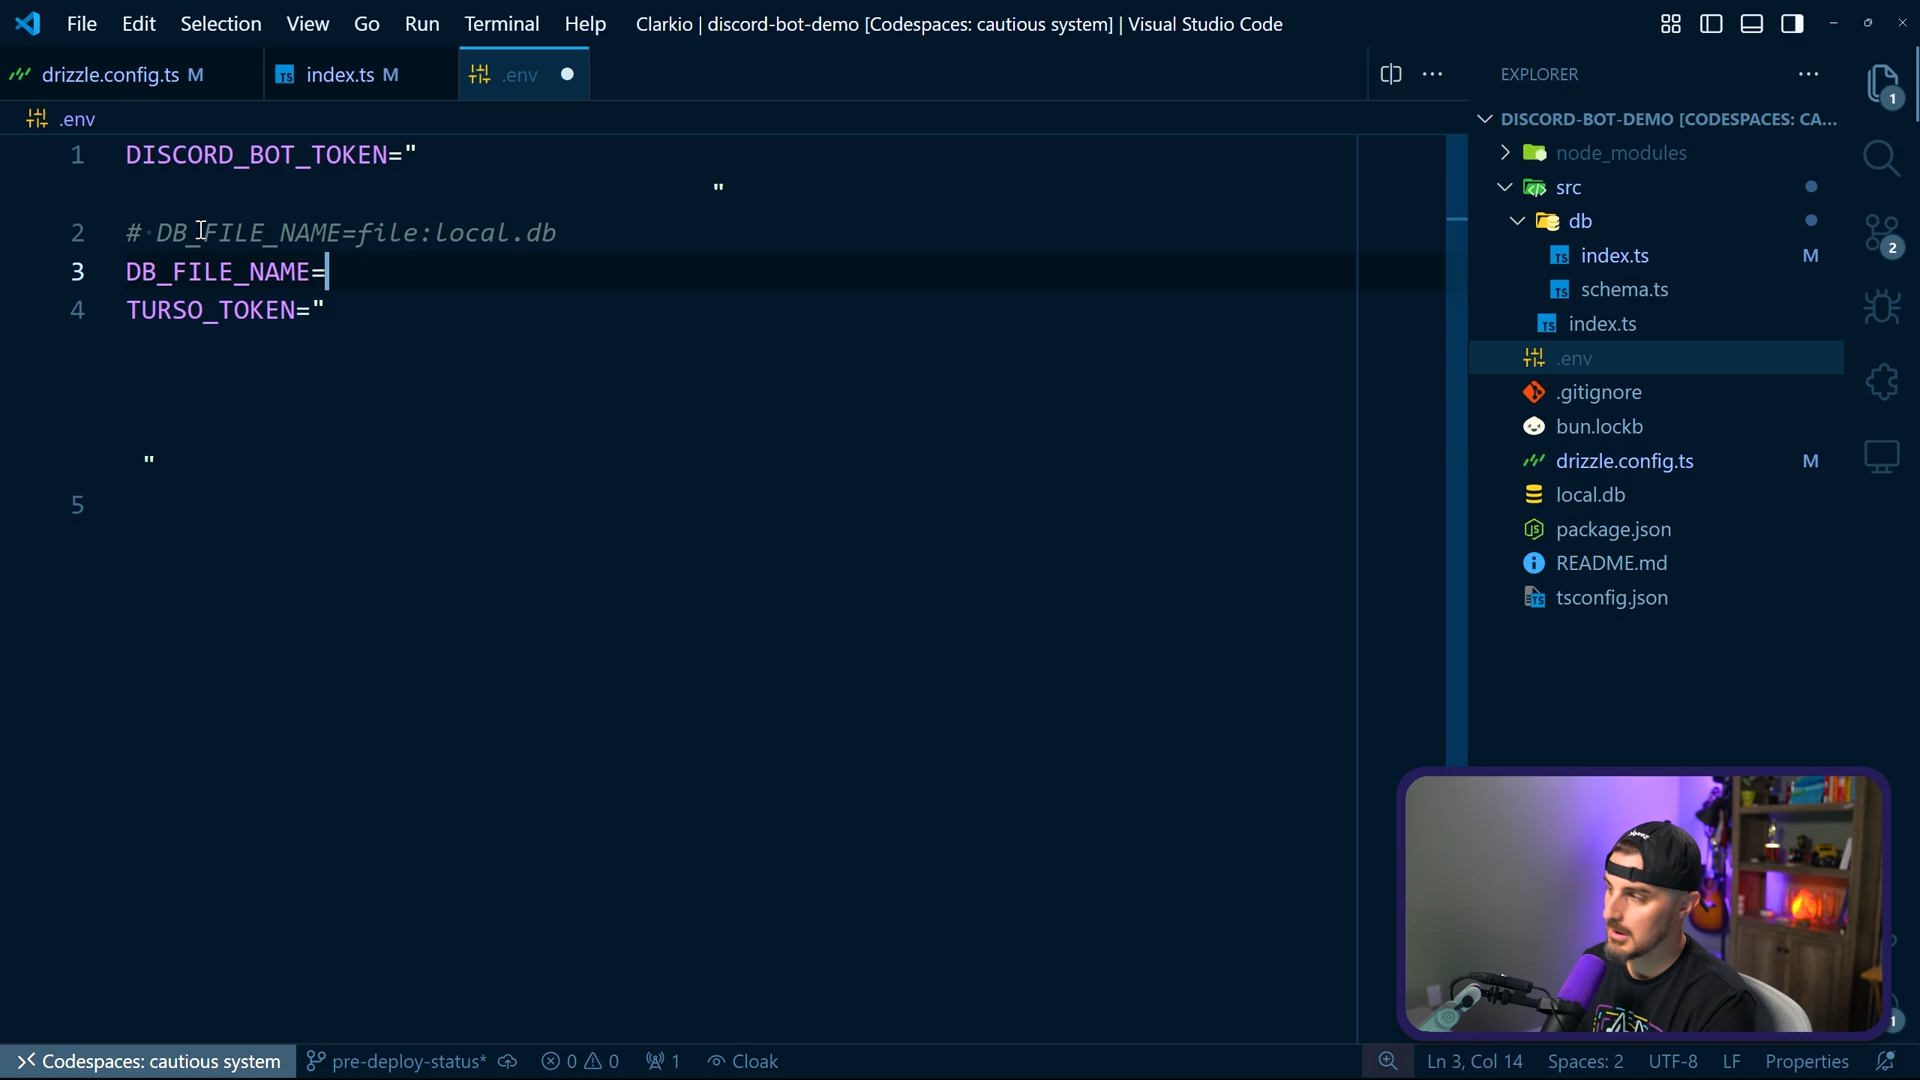 File Edit Selection View Go Run Terminal Help Clarkio | discord-bot-demo [Codespaces: cautious system] | Visual Studio Code
drizzle.config.ts M index.ts M .env
.env
1 DISCORD_BOT_TOKEN="
"
2 # DB_FILE_NAME=file:local.db
3 DB_FILE_NAME=
4 TURSO_TOKEN="
"
5
EXPLORER
DISCORD-BOT-DEMO [CODESPACES: CA...
node_modules
src
db
index.ts M
schema.ts
index.ts
.env
.gitignore
bun.lockb
drizzle.config.ts M
local.db
package.json
README.md
tsconfig.json
1
2
1
Codespaces: cautious system pre-deploy-status* 0 0 1 Cloak Ln 3, Col 14 Spaces: 2 UTF-8 LF Properties